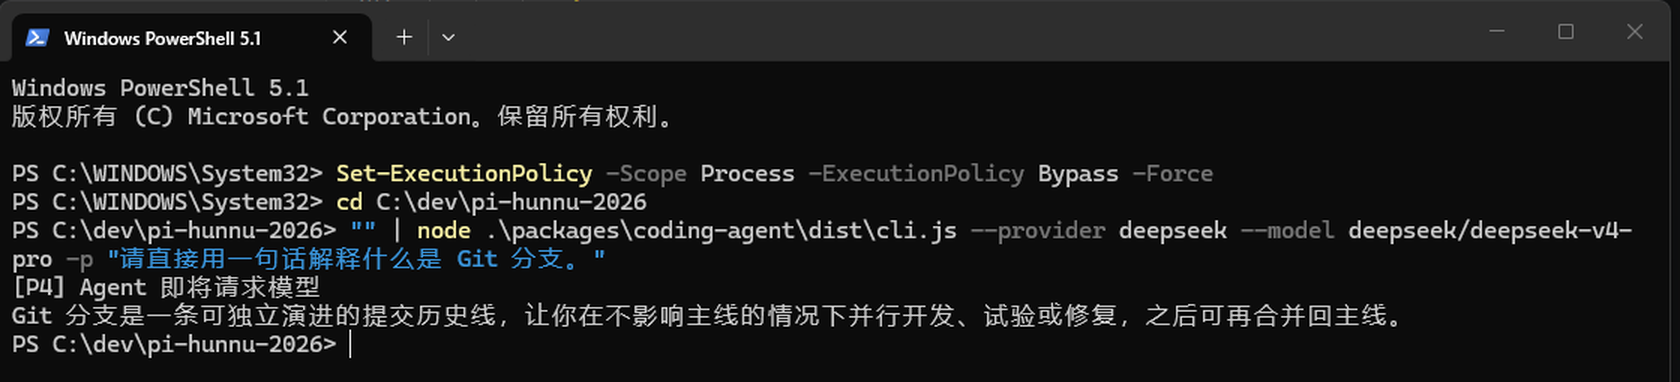 Windows PowerShell 5.1
Windows PowerShell 5.1
版权所有 (C) Microsoft Corporation。保留所有权利。
PS C:\WINDOWS\System32> Set-ExecutionPolicy -Scope Process -ExecutionPolicy Bypass -Force
PS C:\WINDOWS\System32> cd C:\dev\pi-hunnu-2026
PS C:\dev\pi-hunnu-2026> "" | node .\packages\coding-agent\dist\cli.js --provider deepseek --model deepseek/deepseek-v4-
pro -p "请直接用一句话解释什么是 Git 分支。"
[P4] Agent 即将请求模型
Git 分支是一条可独立演进的提交历史线，让你在不影响主线的情况下并行开发、试验或修复，之后可再合并回主线。
PS C:\dev\pi-hunnu-2026>